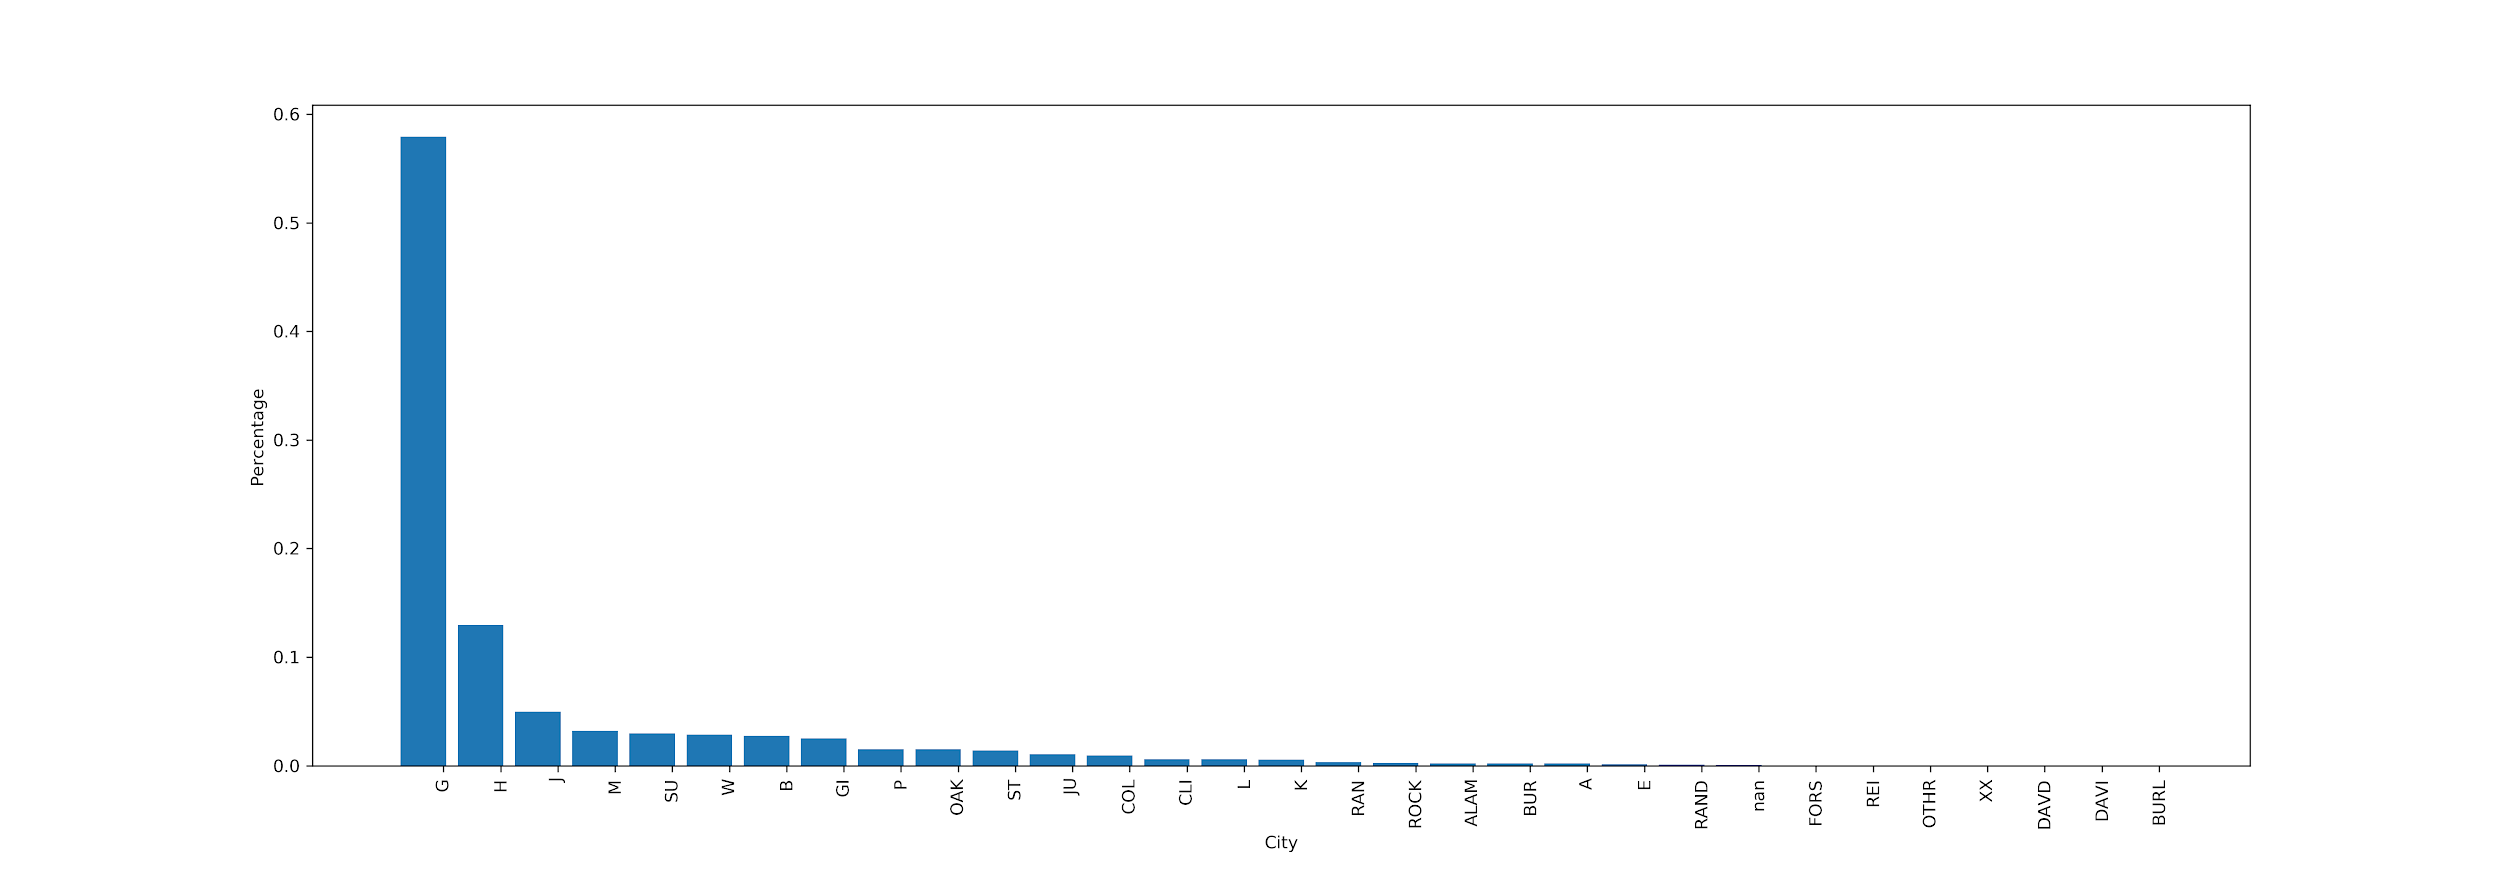 0.6
0.5
0.4
0.3
0.2
0.1
0.0
Percentage
G
H
J
M
SU
W
B
GI
P
OAK
ST
JU
COL
CLI
L
K
RAN
ROCK
ALAM
BUR
A
E
RAND
nan
FORS
REI
OTHR
XX
DAVD
DAVI
BURL
City